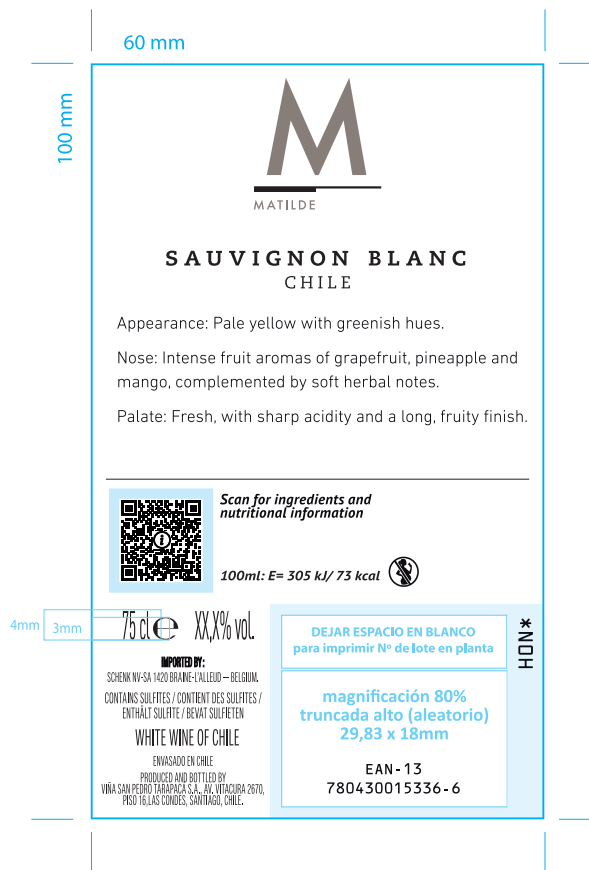 60 mm
100 mm
M
MATILDE
SAUVIGNON BLANC
CHILE
Appearance: Pale yellow with greenish hues.
Nose: Intense fruit aromas of grapefruit, pineapple and
mango, complemented by soft herbal notes.
Palate: Fresh, with sharp acidity and a long, fruity finish.
Scan for ingredients and
nutritional information
100ml: E= 305 kJ/ 73 kcal
4mm
3mm
75 cl e XX,X% vol.
IMPORTED BY:
SCHENK NV-SA 1420 BRAINE-L'ALLEUD – BELGIUM.
CONTAINS SULFITES / CONTIENT DES SULFITES /
ENTHÄLT SULFITE / BEVAT SULFIETEN
WHITE WINE OF CHILE
ENVASADO EN CHILE
PRODUCED AND BOTTLED BY
VIÑA SAN PEDRO TARAPACÁ S.A., AV. VITACURA 2670,
PISO 16,LAS CONDES, SANTIAGO, CHILE.
DEJAR ESPACIO EN BLANCO
para imprimir Nº de lote en planta
HON*
magnificación 80%
truncada alto (aleatorio)
29,83 x 18mm
EAN-13
780430015336-6